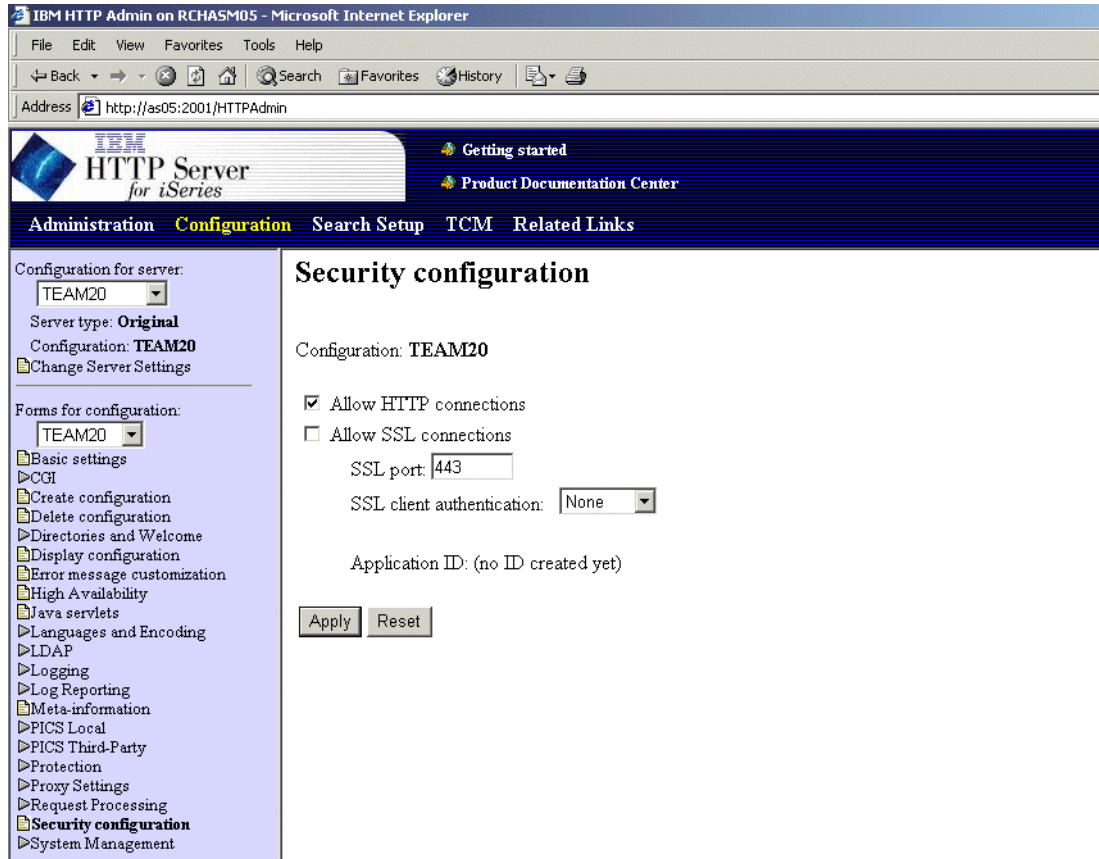 IBM HTTP Admin on RCHASM05 - Microsoft Internet Explorer
File Edit View Favorites Tools Help
Back Search Favorites History
Address http://as05:2001/HTTPAdmin
IBM
HTTP Server
for iSeries
Getting started
Product Documentation Center
Administration Configuration Search Setup TCM Related Links
Configuration for server:
TEAM20
Server type: Original
Configuration: TEAM20
Change Server Settings
Forms for configuration:
TEAM20
Basic settings
CGI
Create configuration
Delete configuration
Directories and Welcome
Display configuration
Error message customization
High Availability
Java servlets
Languages and Encoding
LDAP
Logging
Log Reporting
Meta-information
PICS Local
PICS Third-Party
Protection
Proxy Settings
Request Processing
Security configuration
System Management
Security configuration
Configuration: TEAM20
Allow HTTP connections
Allow SSL connections
SSL port: 443
SSL client authentication: None
Application ID: (no ID created yet)
Apply Reset